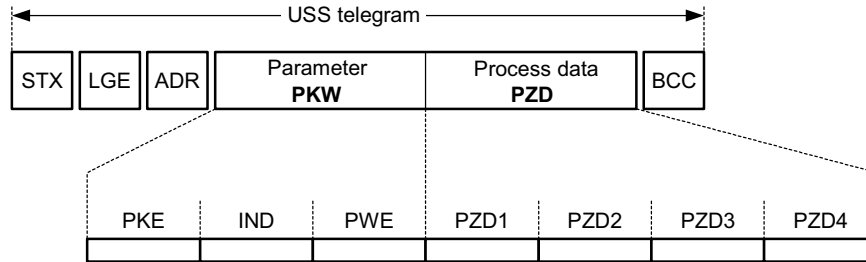 USS telegram
STX LGE ADR Parameter Process data BCC
PKW PZD
PKE IND PWE PZD1 PZD2 PZD3 PZD4